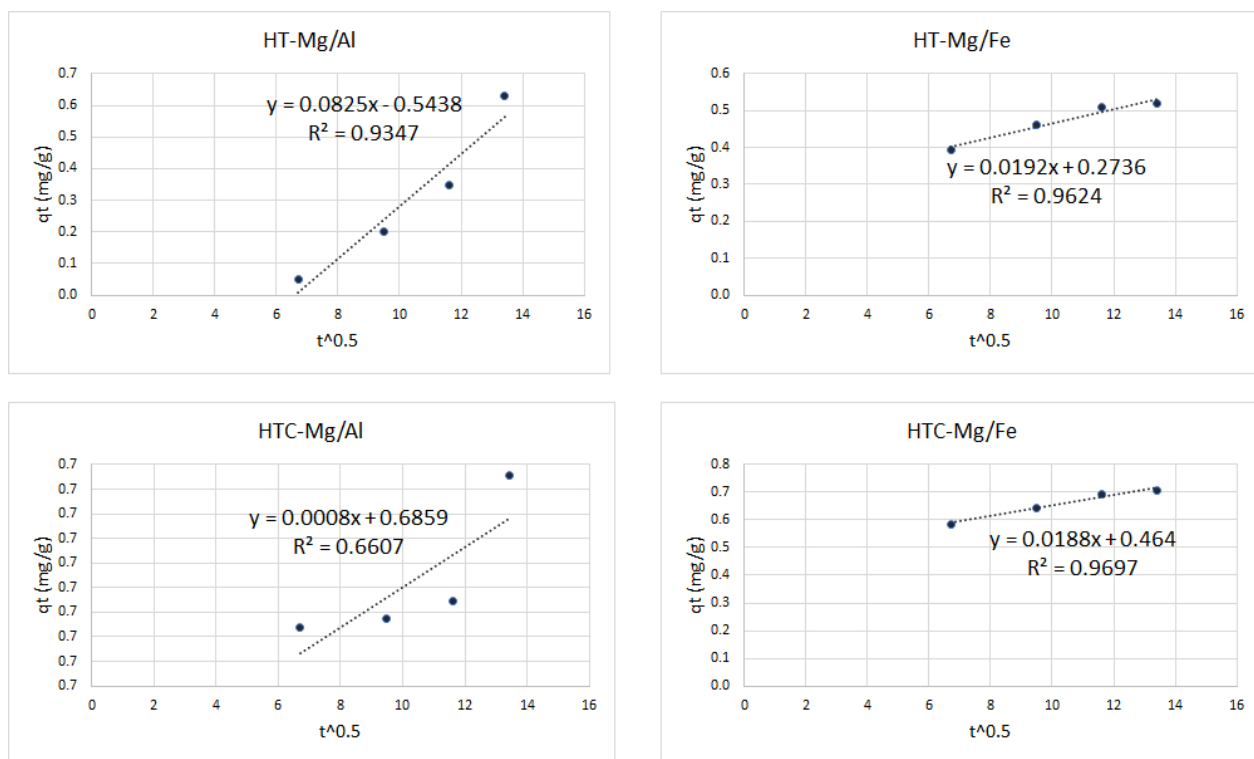 HT-Mg/Al
0.7
0.6
0.5
0.4
0.3
0.2
0.1
0.0
qt (mg/g)
y = 0.0825x - 0.5438
R² = 0.9347
0 2 4 6 8 10 12 14 16
t^0.5
HT-Mg/Fe
0.6
0.5
0.4
0.3
0.2
0.1
0.0
qt (mg/g)
y = 0.0192x + 0.2736
R² = 0.9624
0 2 4 6 8 10 12 14 16
t^0.5
HTC-Mg/Al
0.7
0.7
0.7
0.7
0.7
0.7
0.7
0.7
0.7
0.7
qt (mg/g)
y = 0.0008x + 0.6859
R² = 0.6607
0 2 4 6 8 10 12 14 16
t^0.5
HTC-Mg/Fe
0.8
0.7
0.6
0.5
0.4
0.3
0.2
0.1
0.0
qt (mg/g)
y = 0.0188x + 0.464
R² = 0.9697
0 2 4 6 8 10 12 14 16
t^0.5